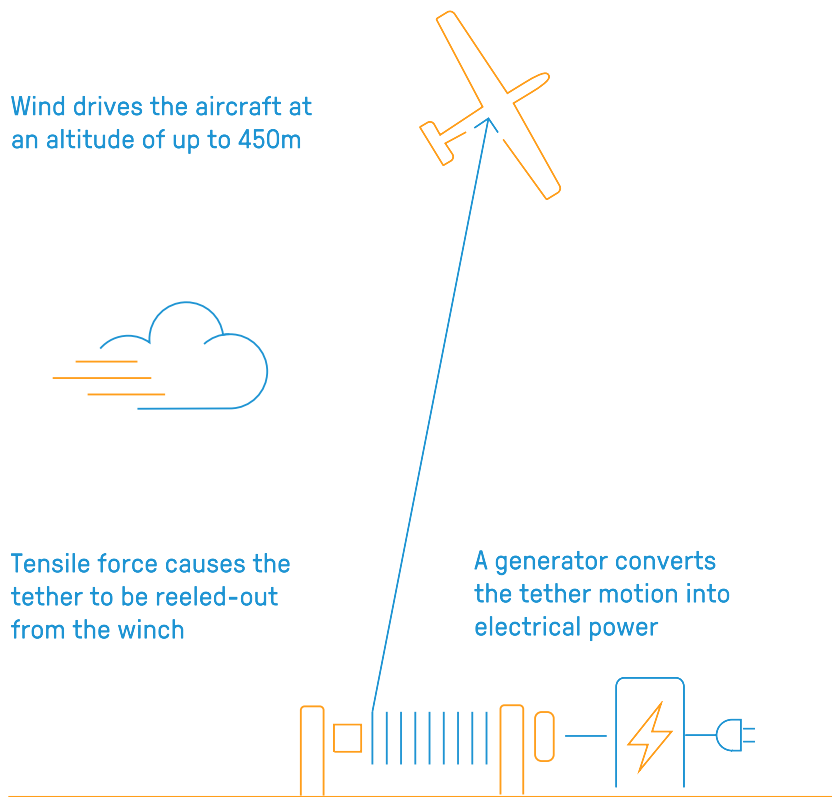 Wind drives the aircraft at
an altitude of up to 450m
Tensile force causes the
tether to be reeled-out
from the winch
A generator converts
the tether motion into
electrical power